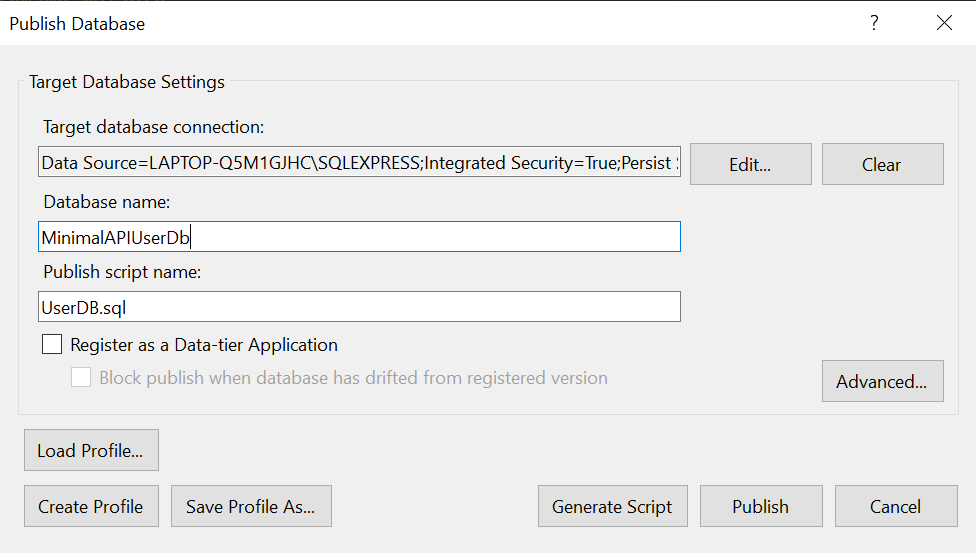 Publish Database
?
Target Database Settings
Target database connection:
Data Source=LAPTOP-Q5M1GJHC\SQLEXPRESS;Integrated Security=True;Persist
Edit...
Clear
Database name:
MinimalAPIUserDb
Publish script name:
UserDB.sql
Register as a Data-tier Application
Block publish when database has drifted from registered version
Advanced...
Load Profile...
Create Profile
Save Profile As...
Generate Script
Publish
Cancel